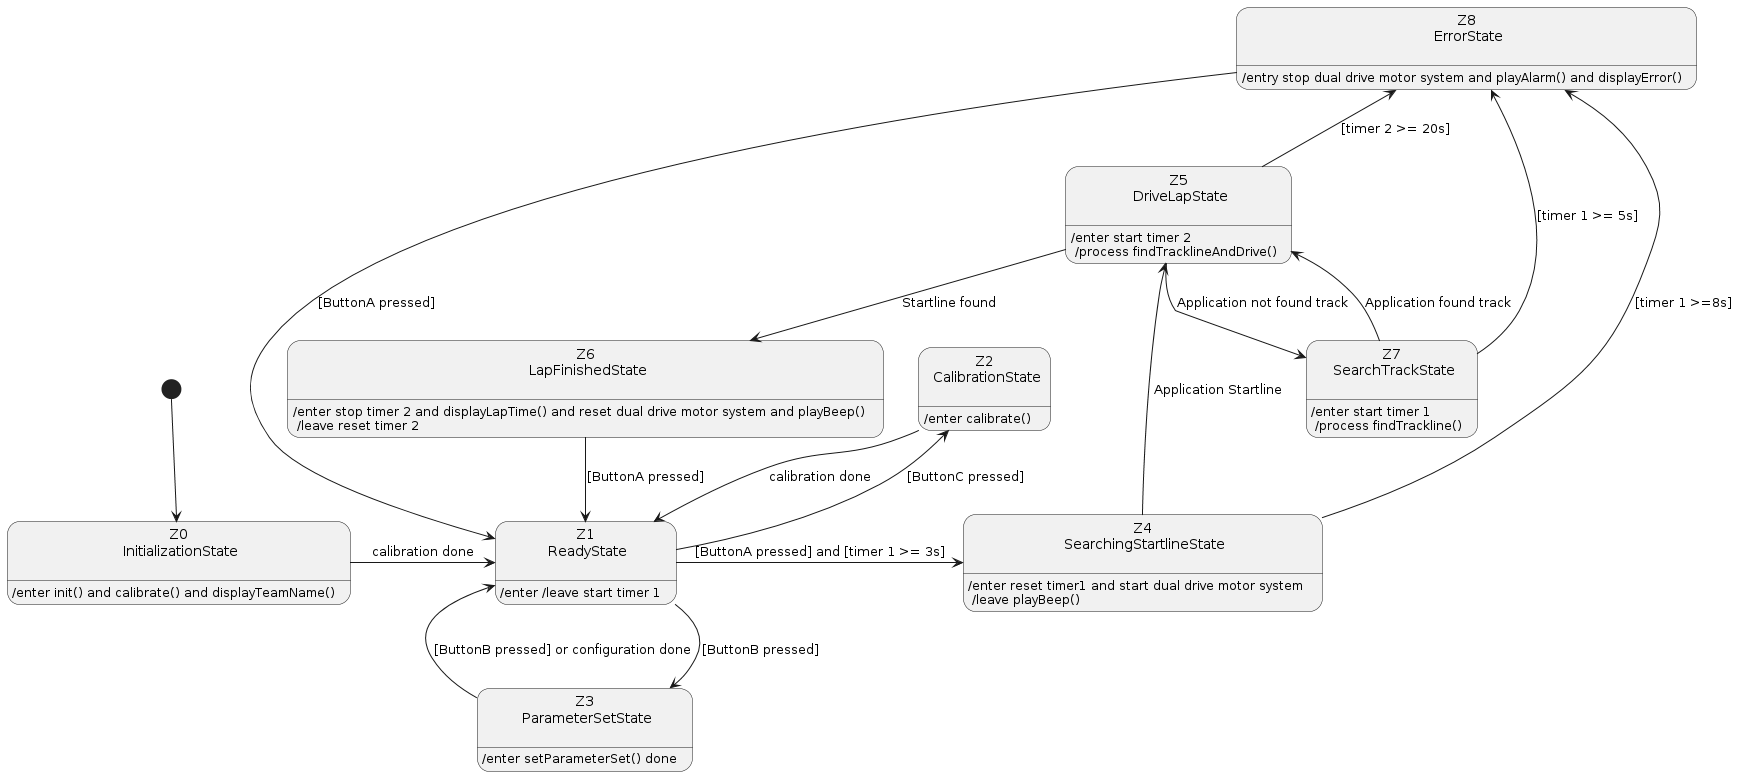 Z8
ErrorState
/entry stop dual drive motor system and playAlarm() and displayError()
[timer 2 >= 20s]
Z5
DriveLapState
/enter start timer 2
/process findTracklineAndDrive()
[timer 1 >= 5s]
[ButtonA pressed]
Startline found
Application not found track
Application found track
[timer 1 >=8s]
Z6
LapFinishedState
/enter stop timer 2 and displayLapTime() and reset dual drive motor system and playBeep()
/leave reset timer 2
Z2
CalibrationState
/enter calibrate()
Z7
SearchTrackState
/enter start timer 1
/process findTrackline()
Application Startline
[ButtonA pressed]
calibration done
[ButtonC pressed]
Z0
InitializationState
/enter init() and calibrate() and displayTeamName()
calibration done
Z1
ReadyState
/enter /leave start timer 1
[ButtonA pressed] and [timer 1 >= 3s]
Z4
SearchingStartlineState
/enter reset timer1 and start dual drive motor system
/leave playBeep()
[ButtonB pressed] or configuration done
[ButtonB pressed]
Z3
ParameterSetState
/enter setParameterSet() done